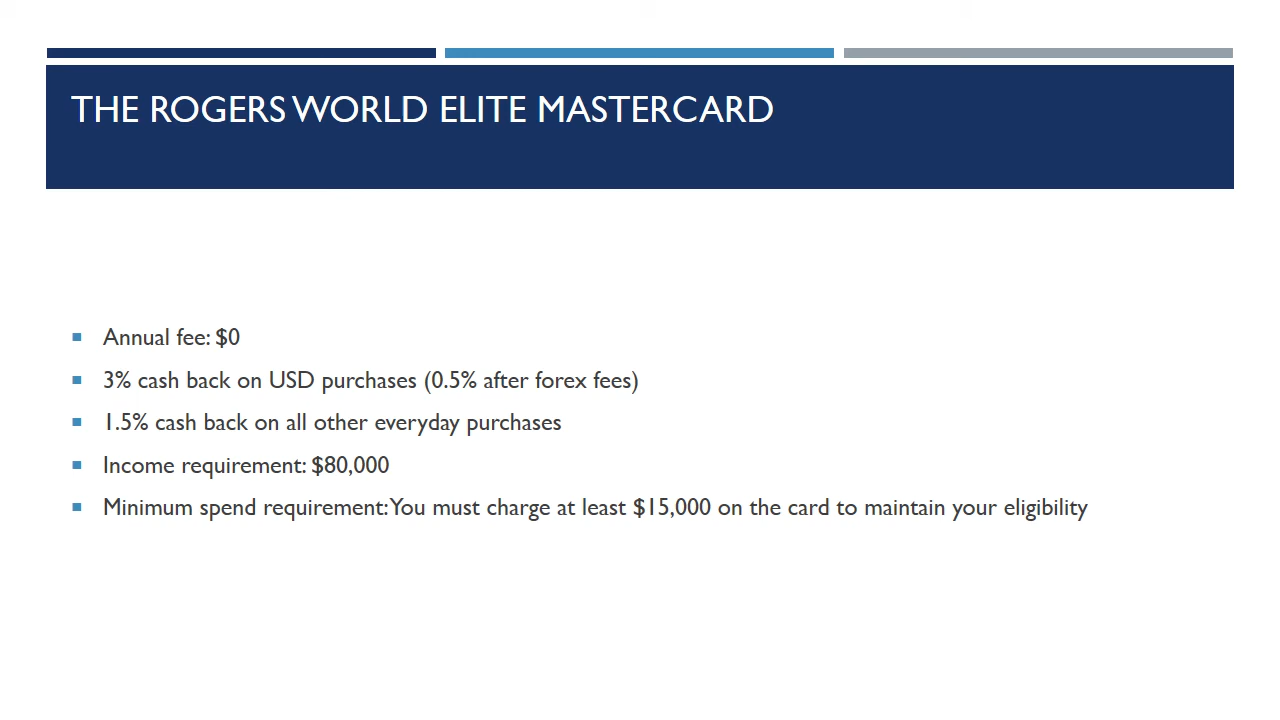 THE ROGERS WORLD ELITE MASTERCARD
Annual fee: $0
3% cash back on USD purchases (0.5% after forex fees)
1.5% cash back on all other everyday purchases
Income requirement: $80,000
Minimum spend requirement: You must charge at least $15,000 on the card to maintain your eligibility